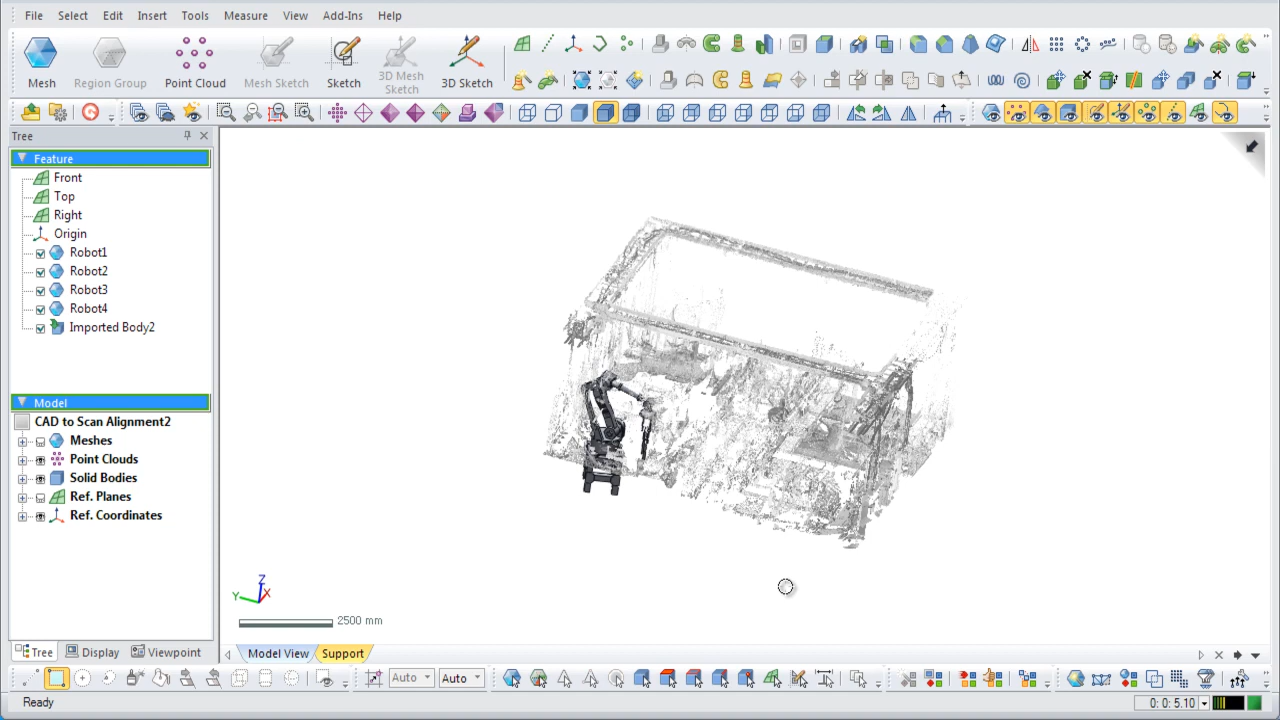 File Select Edit Insert Tools Measure View Add-Ins Help
Mesh
Region Group
Point Cloud
Mesh Sketch
Sketch
3D Mesh Sketch
3D Sketch
Tree
Feature
Front
Top
Right
Origin
Robot1
Robot2
Robot3
Robot4
Imported Body2
Model
CAD to Scan Alignment2
Meshes
Point Clouds
Solid Bodies
Ref. Planes
Ref. Coordinates
Z
Y X
2500 mm
Tree Display Viewpoint
Model View Support
Auto Auto
Ready
0: 0: 5.10